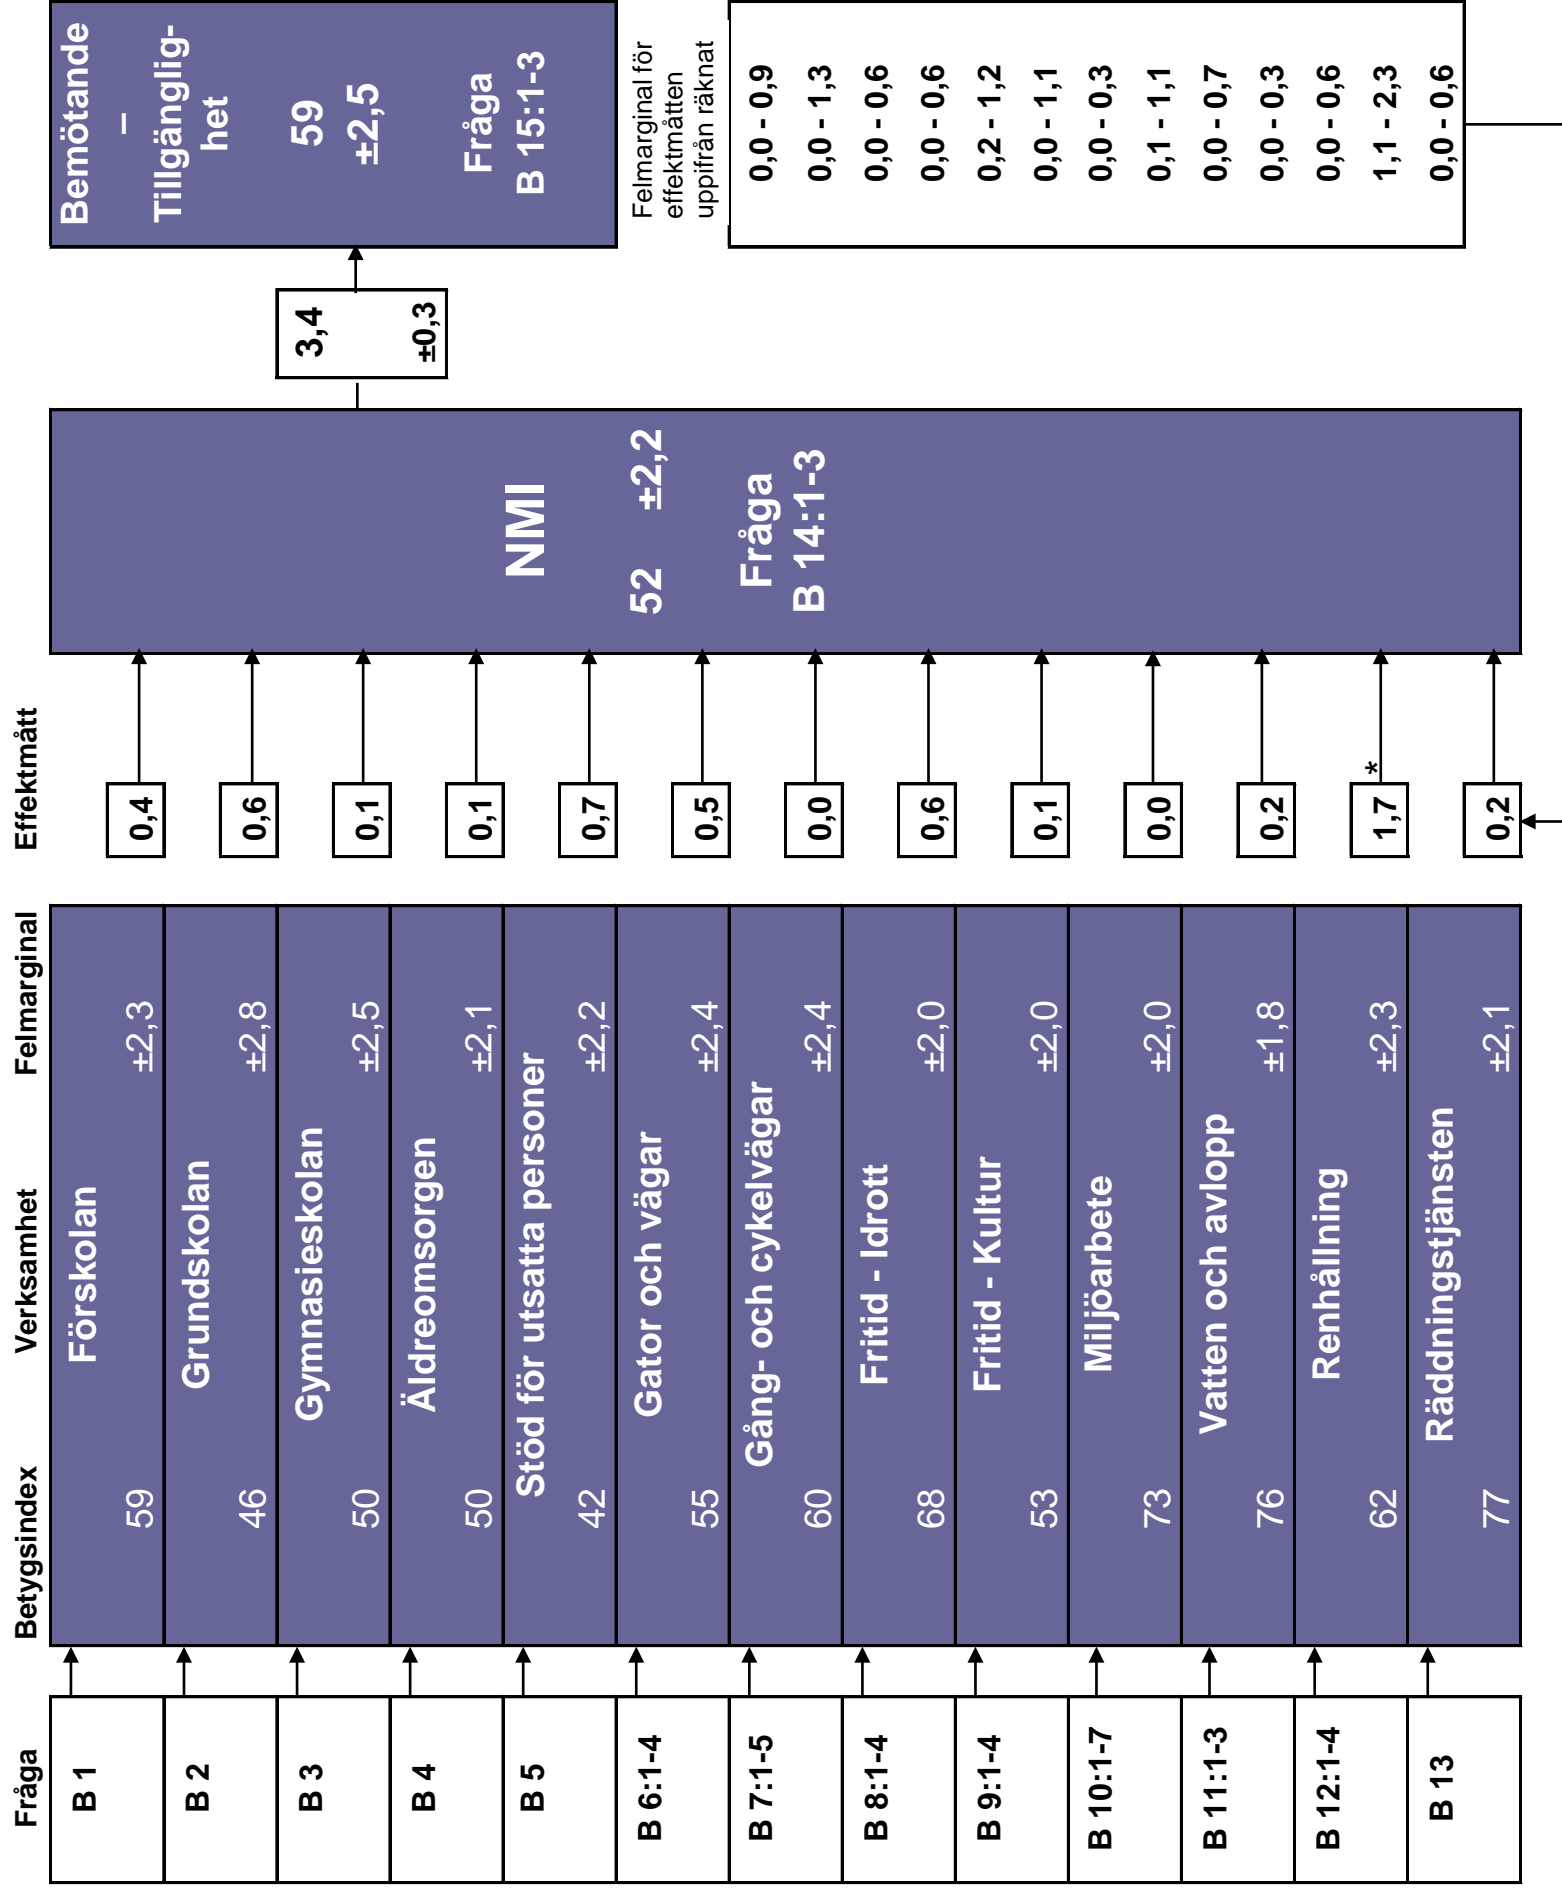 Fråga
Betygsindex
Verksamhet
Felmarginal
Effektmått
B 1
Förskolan
59
±2,3
0,4
B 2
Grundskolan
46
±2,8
0,6
B 3
Gymnasieskolan
50
±2,5
0,1
B 4
Äldreomsorgen
50
±2,1
0,1
B 5
Stöd för utsatta personer
42
±2,2
0,7
B 6:1-4
Gator och vägar
55
±2,4
0,5
B 7:1-5
Gång- och cykelvägar
60
±2,4
0,0
B 8:1-4
Fritid - Idrott
68
±2,0
0,6
B 9:1-4
Fritid - Kultur
53
±2,0
0,1
B 10:1-7
Miljöarbete
73
±2,0
0,0
B 11:1-3
Vatten och avlopp
76
±1,8
0,2
B 12:1-4
Renhållning
62
±2,3
1,7 *
B 13
Räddningstjänsten
77
±2,1
0,2
NMI
52 ±2,2
Fråga
B 14:1-3
3,4
±0,3
Bemötande
–
Tillgänglig-
het
59
±2,5
Fråga
B 15:1-3
Felmarginal för
effektmåtten
uppifrån räknat
0,0 - 0,9
0,0 - 1,3
0,0 - 0,6
0,0 - 0,6
0,2 - 1,2
0,0 - 1,1
0,0 - 0,3
0,1 - 1,1
0,0 - 0,7
0,0 - 0,3
0,0 - 0,6
1,1 - 2,3
0,0 - 0,6